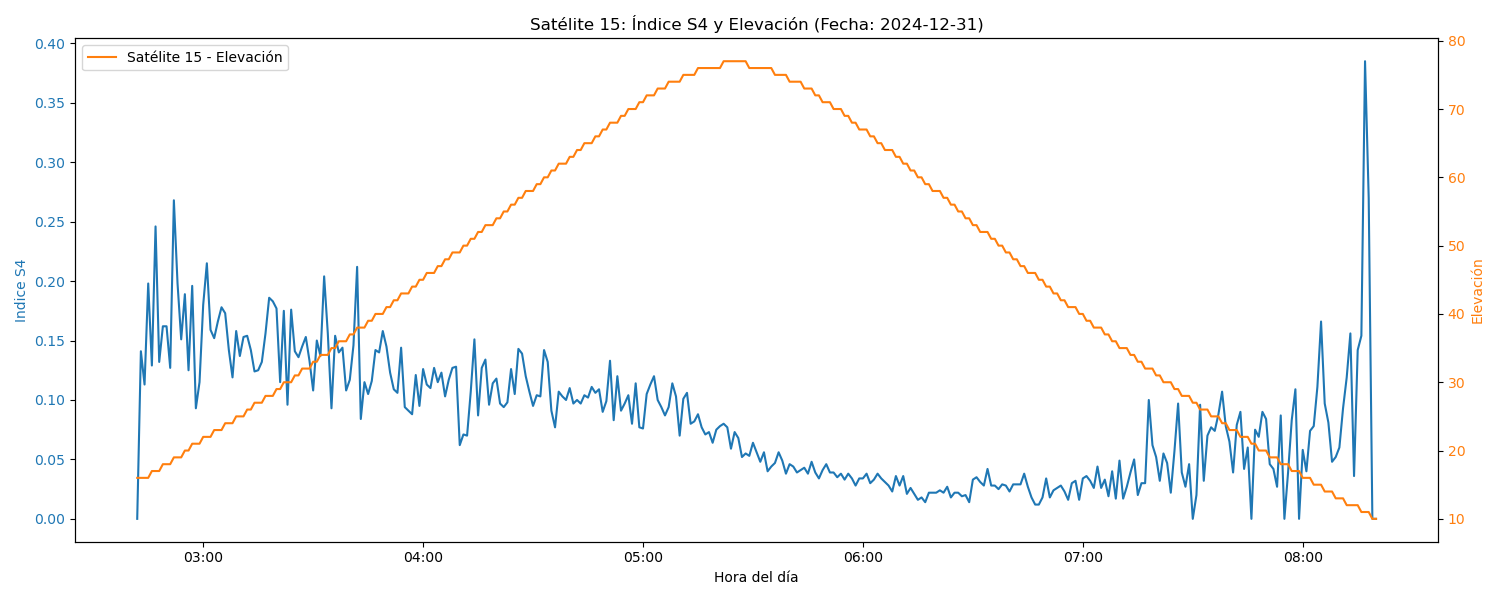 Satélite 15: Índice S4 y Elevación (Fecha: 2024-12-31)
Satélite 15 - Elevación
0.40
0.35
0.30
0.25
0.20
0.15
0.10
0.05
0.00
Indice S4
80
70
60
50
40
30
20
10
Elevación
03:00 04:00 05:00 06:00 07:00 08:00
Hora del día